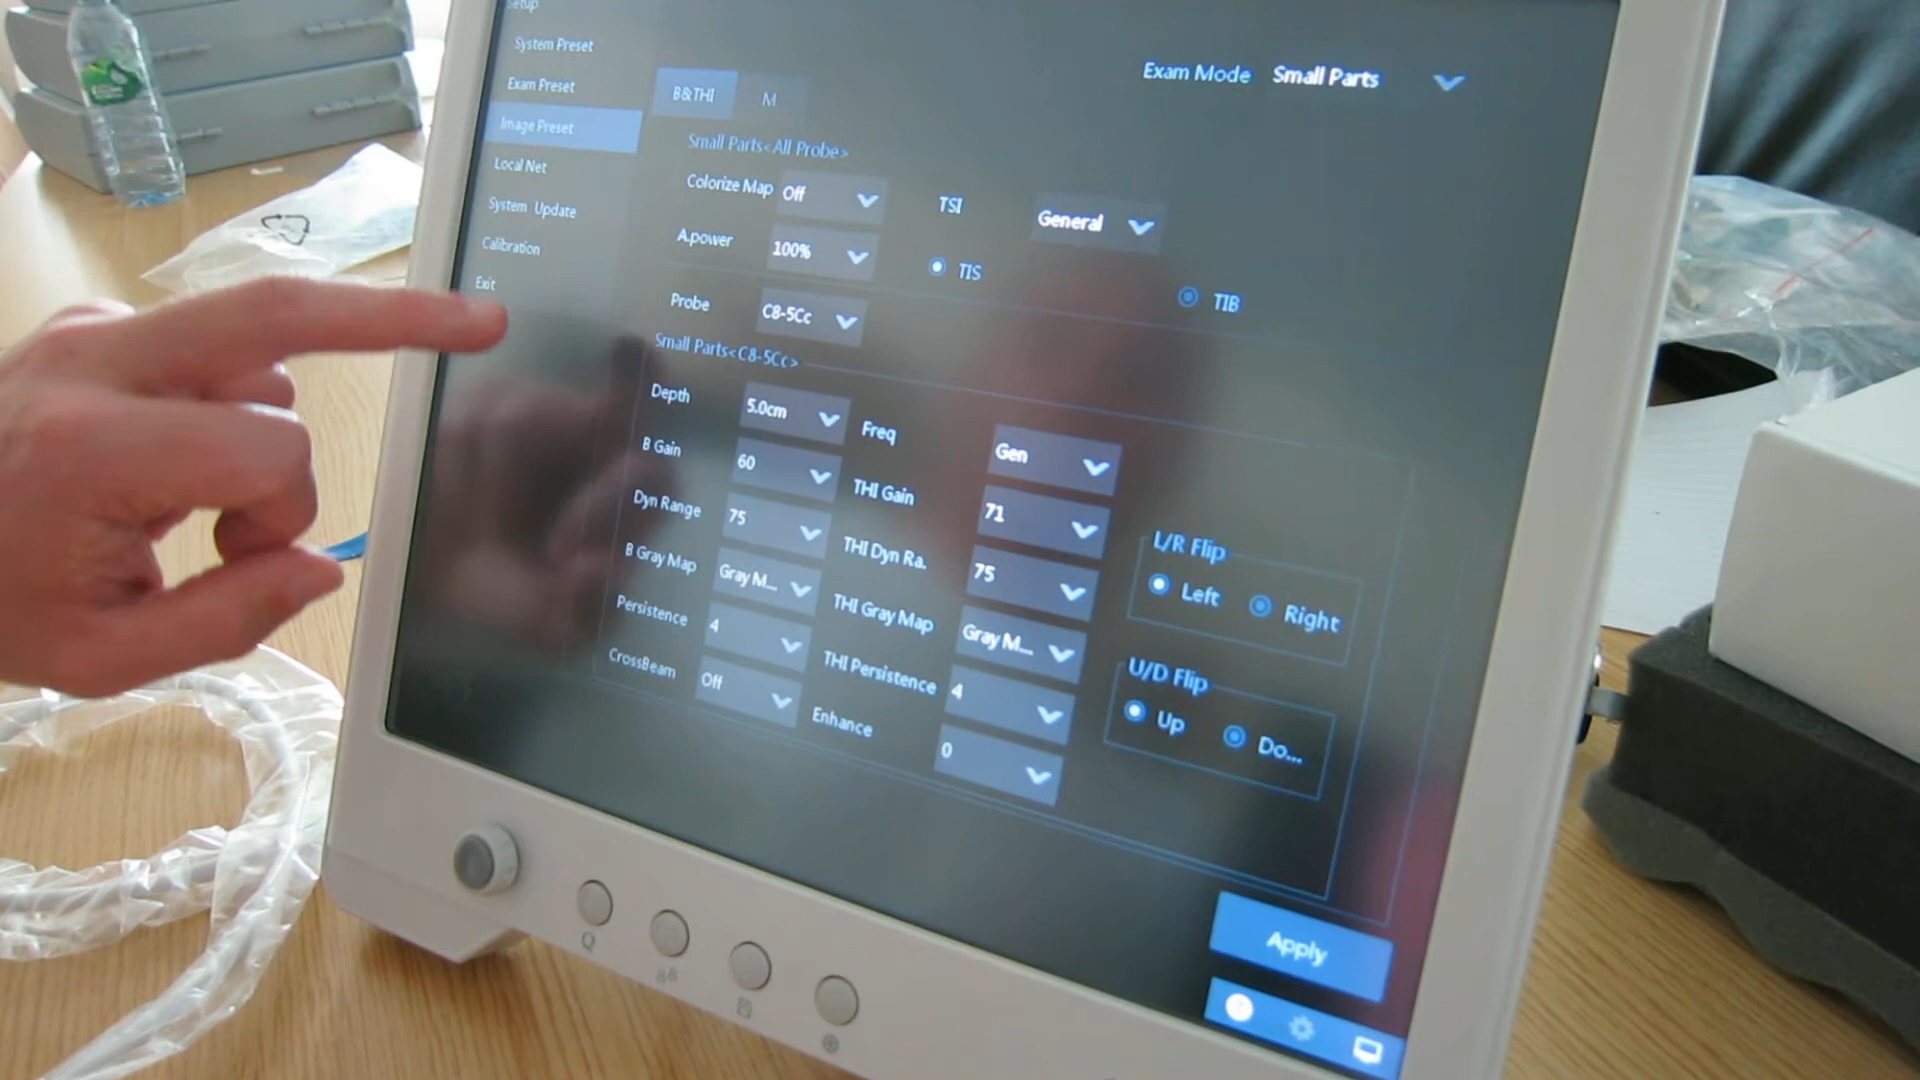 Setup
System Preset
Exam Preset
Image Preset
Local Net
System Update
Calibration
Exit
B&THI
M
Exam Mode Small Parts
Small Parts<All Probe>
Colorize Map Off
TSI General
A.power 100%
TIS
TIB
Probe C8-5Cc
Small Parts<C8-5Cc>
Depth 5.0cm
Freq Gen
B Gain 60
THI Gain 71
Dyn Range 75
THI Dyn Ra. 75
B Gray Map Gray M...
THI Gray Map Gray M...
Persistence 4
THI Persistence 4
CrossBeam Off
Enhance 0
L/R Flip
Left Right
U/D Flip
Up Do...
Apply